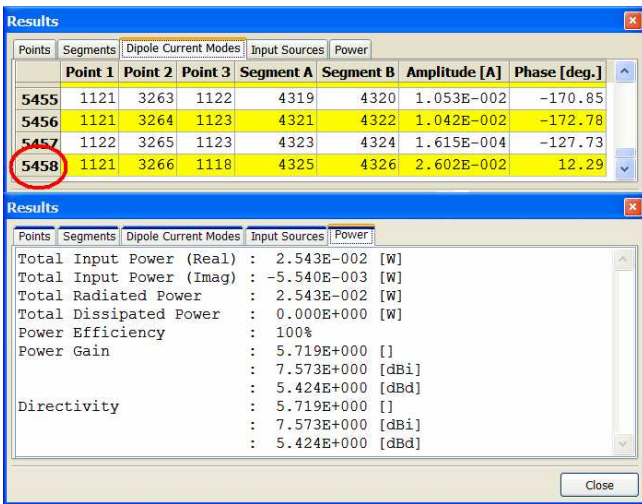 Results
Points Segments Dipole Current Modes Input Sources Power
Point 1 Point 2 Point 3 Segment A Segment B Amplitude [A] Phase [deg.]
5455 1121 3263 1122 4319 4320 1.053E-002 -170.85
5456 1121 3264 1123 4321 4322 1.042E-002 -172.78
5457 1122 3265 1123 4323 4324 1.615E-004 -127.73
5458 1121 3266 1118 4325 4326 2.602E-002 12.29
Results
Points Segments Dipole Current Modes Input Sources Power
Total Input Power (Real) : 2.543E-002 [W]
Total Input Power (Imag) : -5.540E-003 [W]
Total Radiated Power : 2.543E-002 [W]
Total Dissipated Power : 0.000E+000 [W]
Power Efficiency : 100%
Power Gain : 5.719E+000 []
: 7.573E+000 [dBi]
: 5.424E+000 [dBd]
Directivity : 5.719E+000 []
: 7.573E+000 [dBi]
: 5.424E+000 [dBd]
Close